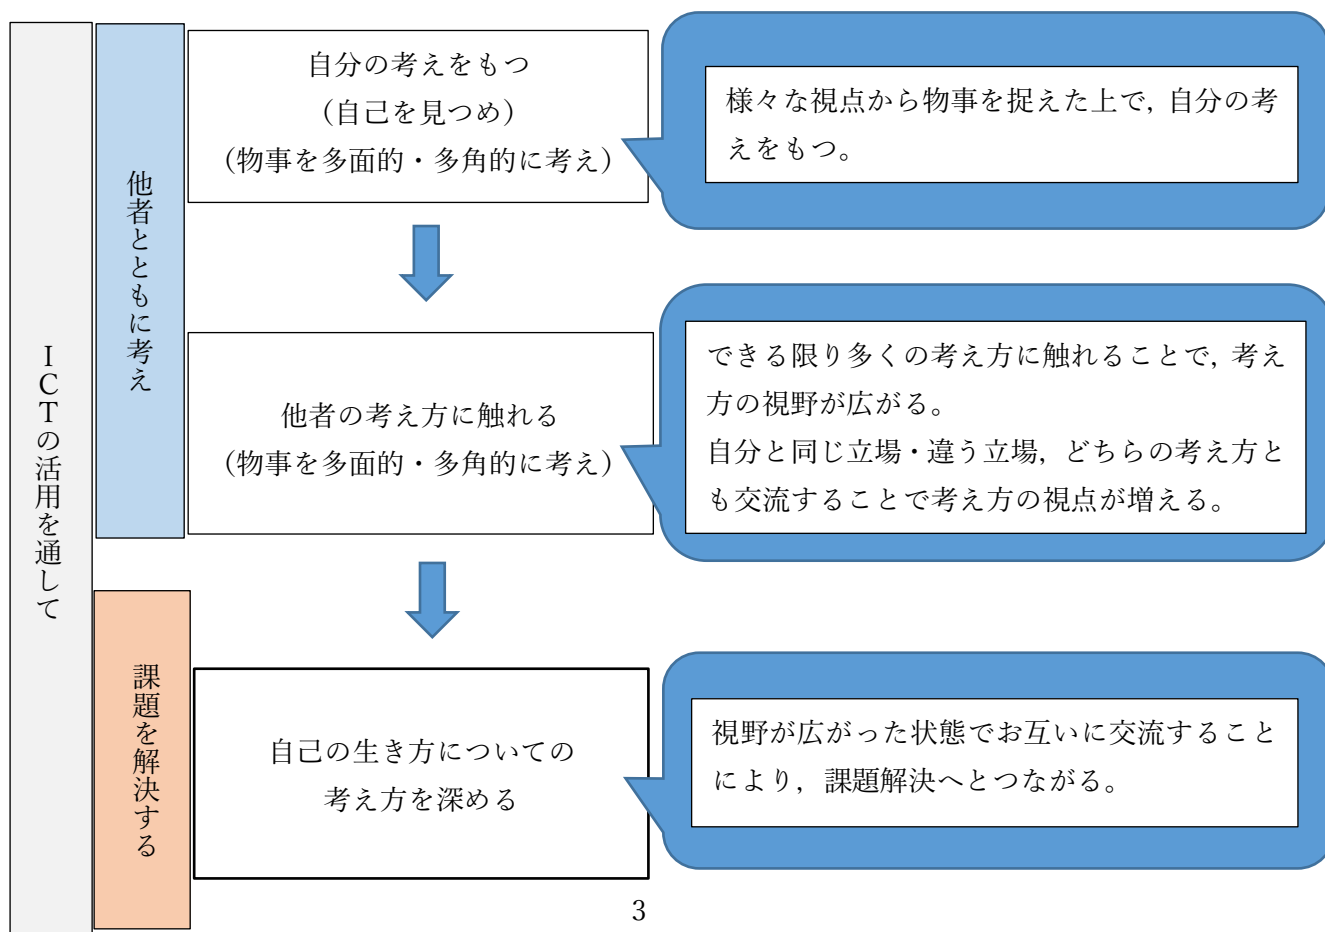 ICTの活用を通して
他者とともに考え
自分の考えをもつ
（自己を見つめ）
（物事を多面的・多角的に考え）
様々な視点から物事を捉えた上で，自分の考
えをもつ。
他者の考え方に触れる
（物事を多面的・多角的に考え）
できる限り多くの考え方に触れることで，考え
方の視野が広がる。
自分と同じ立場・違う立場，どちらの考え方と
も交流することで考え方の視点が増える。
課題を解決する
自己の生き方についての
考え方を深める
視野が広がった状態でお互いに交流すること
により，課題解決へとつながる。
3